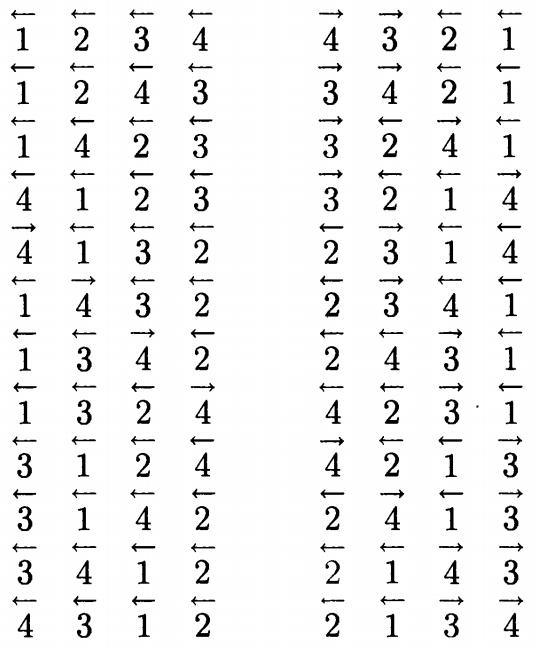 ← ← ← ← → → ← ←
1 2 3 4 4 3 2 1
← ← ← ← → → ← ←
1 2 4 3 3 4 2 1
← ← ← ← → ← → ←
1 4 2 3 3 2 4 1
← ← ← ← → ← ← →
4 1 2 3 3 2 1 4
→ ← ← ← ← → ← ←
4 1 3 2 2 3 1 4
← → ← ← ← → ← ←
1 4 3 2 2 3 4 1
← ← → ← ← ← → ←
1 3 4 2 2 4 3 1
← ← ← → ← ← → ←
1 3 2 4 4 2 3 1
← ← ← ← → ← ← →
3 1 2 4 4 2 1 3
← ← ← ← ← → ← →
3 1 4 2 2 4 1 3
← ← ← ← ← ← → →
3 4 1 2 2 1 4 3
← ← ← ← ← ← → →
4 3 1 2 2 1 3 4